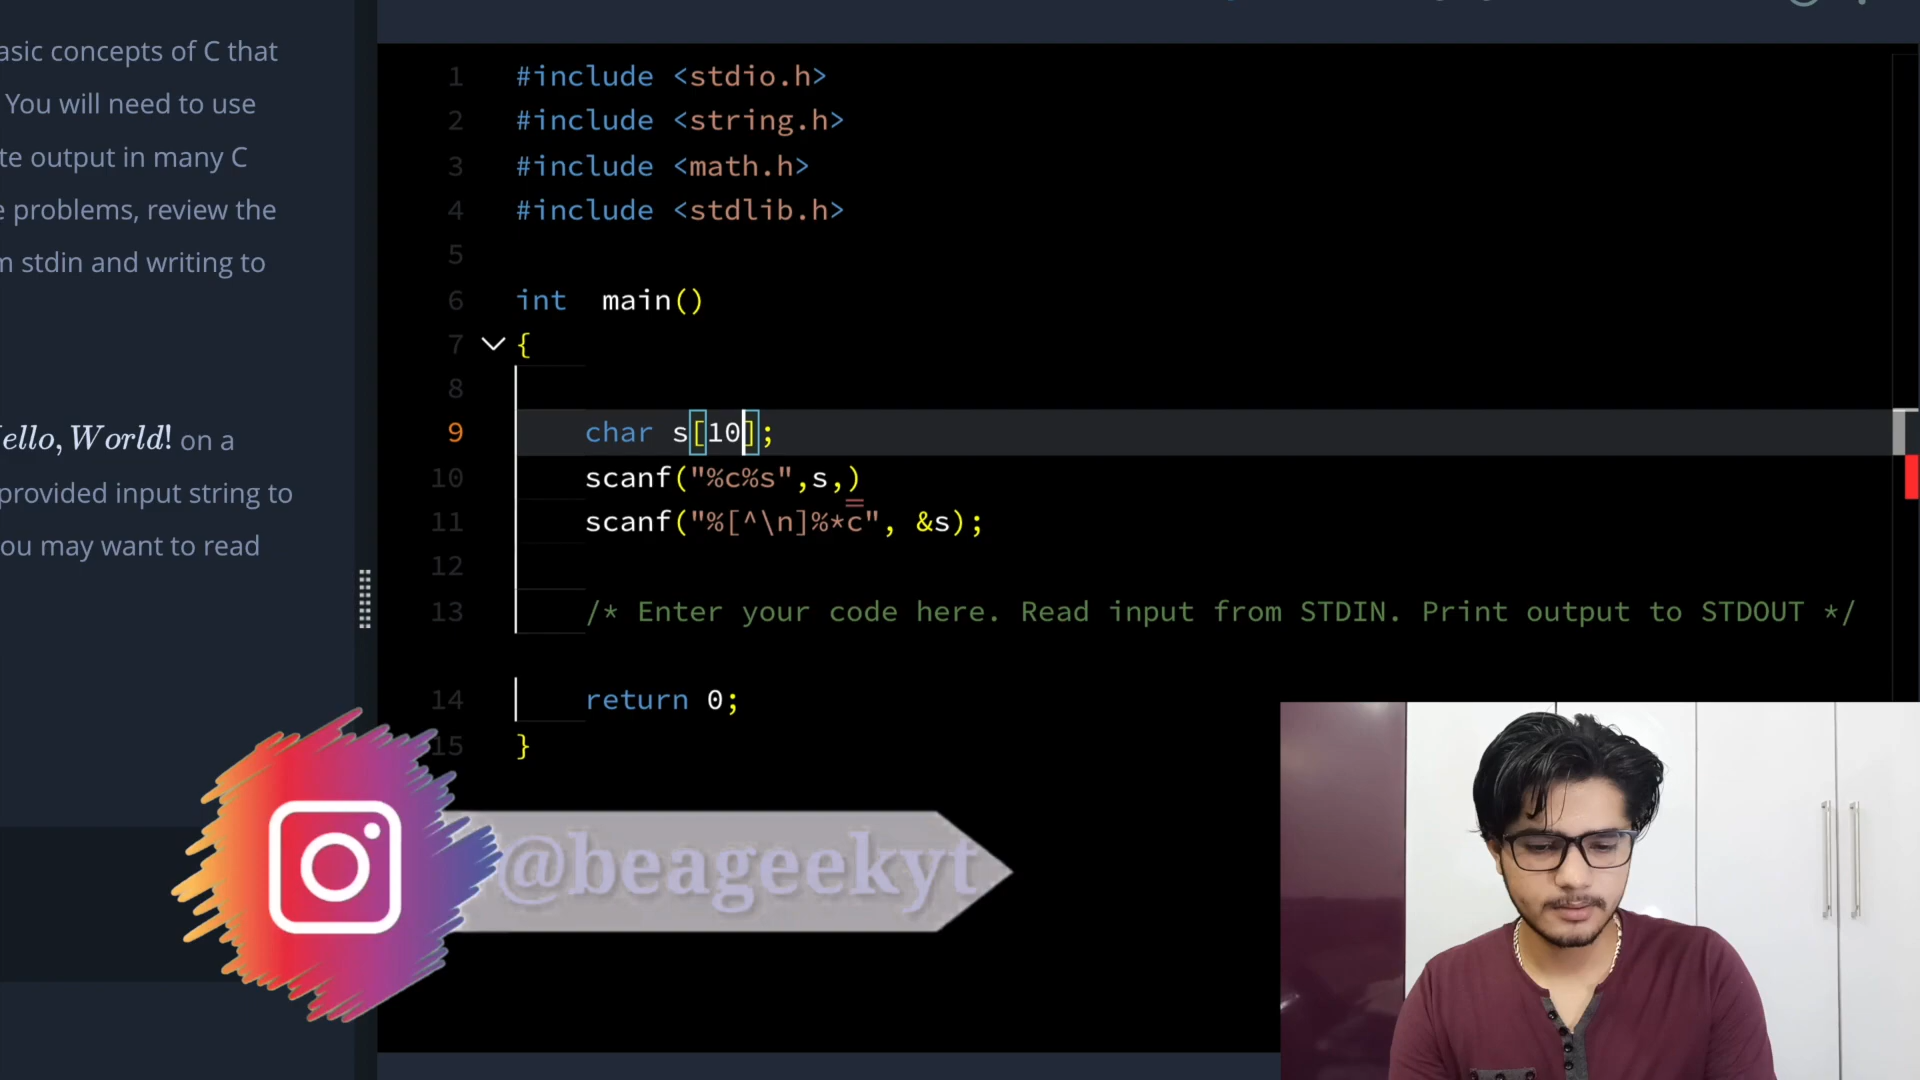 asic concepts of C that
You will need to use
te output in many C
e problems, review the
m stdin and writing to
ello, World! on a
provided input string to
ou may want to read
1 #include <stdio.h>
2 #include <string.h>
3 #include <math.h>
4 #include <stdlib.h>
5
6 int main()
7 {
8
9 char s[10];
10 scanf("%c%s",s,)
11 scanf("%[^\n]%*c", &s);
12
13 /* Enter your code here. Read input from STDIN. Print output to STDOUT */
14 return 0;
15 }
@beageekyt